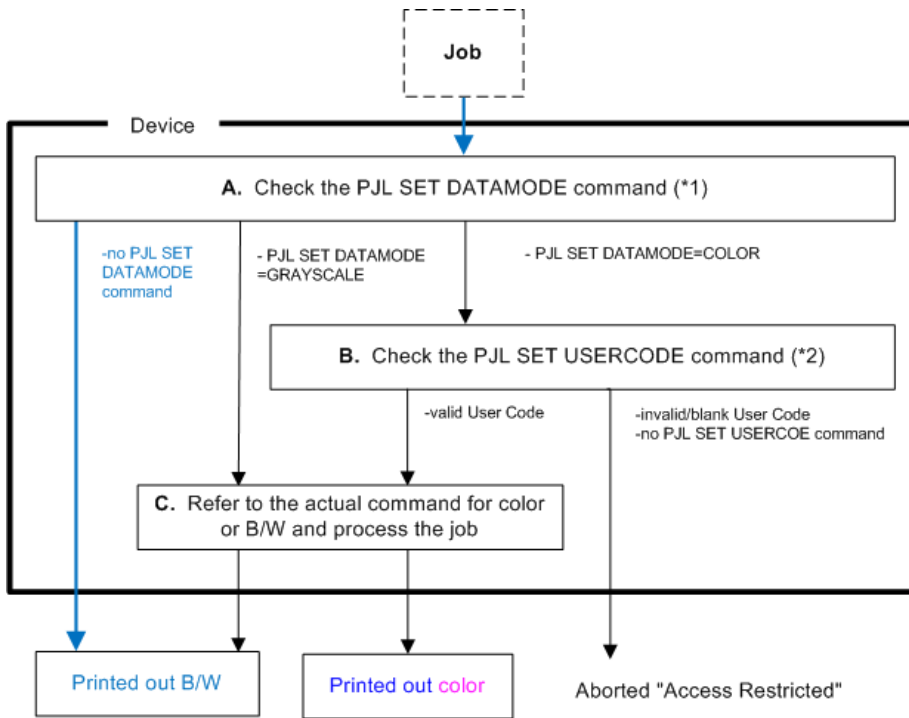 Job
Device
A. Check the PJL SET DATAMODE command (*1)
-no PJL SET
DATAMODE
command
- PJL SET DATAMODE
=GRAYSCALE
- PJL SET DATAMODE=COLOR
B. Check the PJL SET USERCODE command (*2)
-valid User Code
-invalid/blank User Code
-no PJL SET USERCOE command
C. Refer to the actual command for color
or B/W and process the job
Printed out B/W
Printed out color
Aborted "Access Restricted"